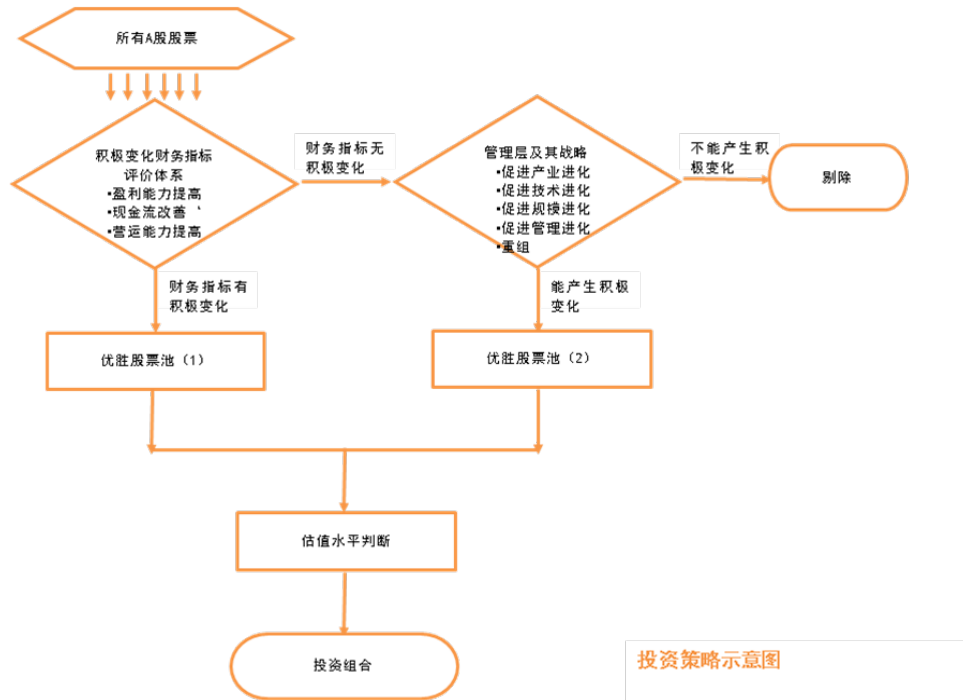 所有A股股票
积极变化财务指标
评价体系
•盈利能力提高
•现金流改善、
•营运能力提高
财务指标无
积极变化
管理层及其战略
•促进产业进化
•促进技术进化
•促进规模进化
•促进管理进化
•重组
不能产生积
极变化
剔除
财务指标有
积极变化
能产生积极
变化
优胜股票池（1）
优胜股票池（2）
估值水平判断
投资组合
投资策略示意图